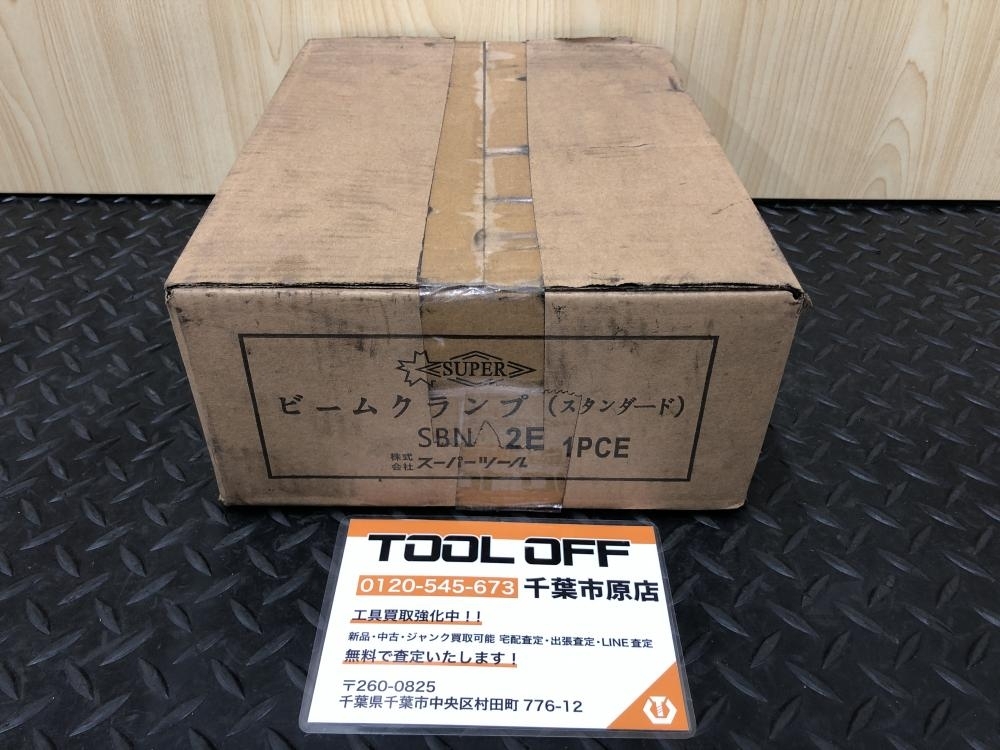 SUPER
ビームクランプ(スタンダード)
SBN 2E 1PCE
株式会社 スーパーツール
TOOL OFF
0120-545-673 千葉市原店
工具買取強化中!!
新品・中古・ジャンク買取可能 宅配査定・出張査定・LINE査定
無料で査定いたします!
〒260-0825
千葉県千葉市中央区村田町 776-12